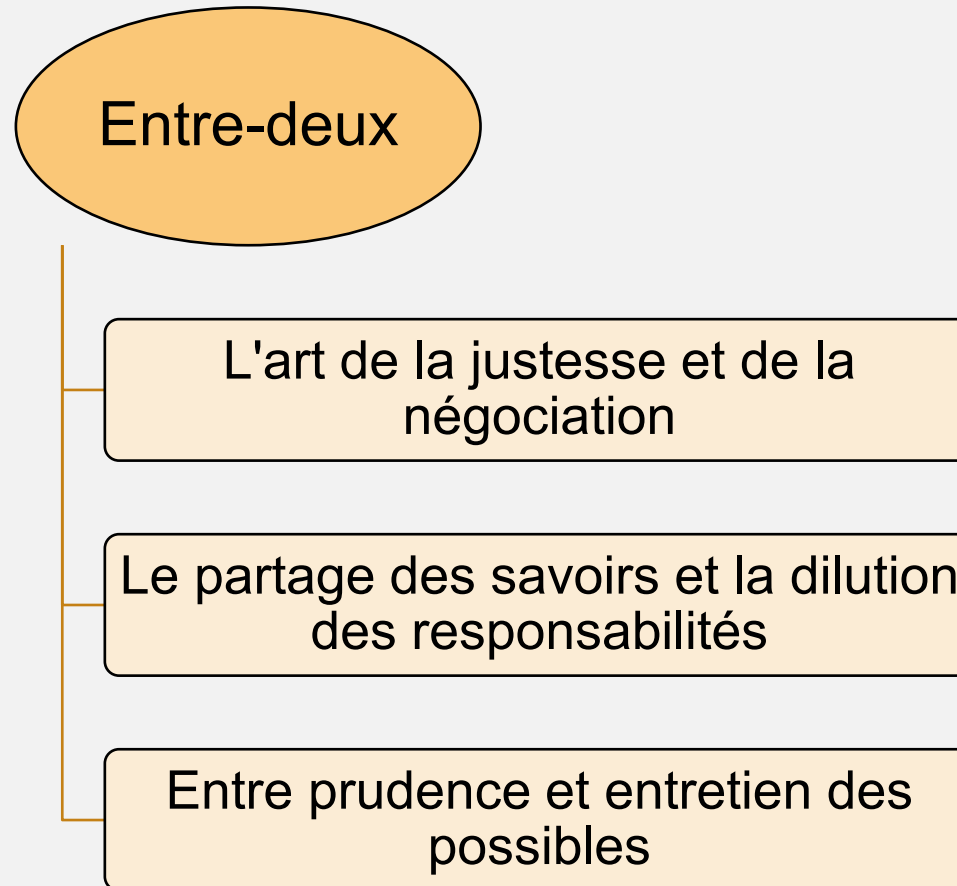 Entre-deux
L'art de la justesse et de la
négociation
Le partage des savoirs et la dilution
des responsabilités
Entre prudence et entretien des
possibles